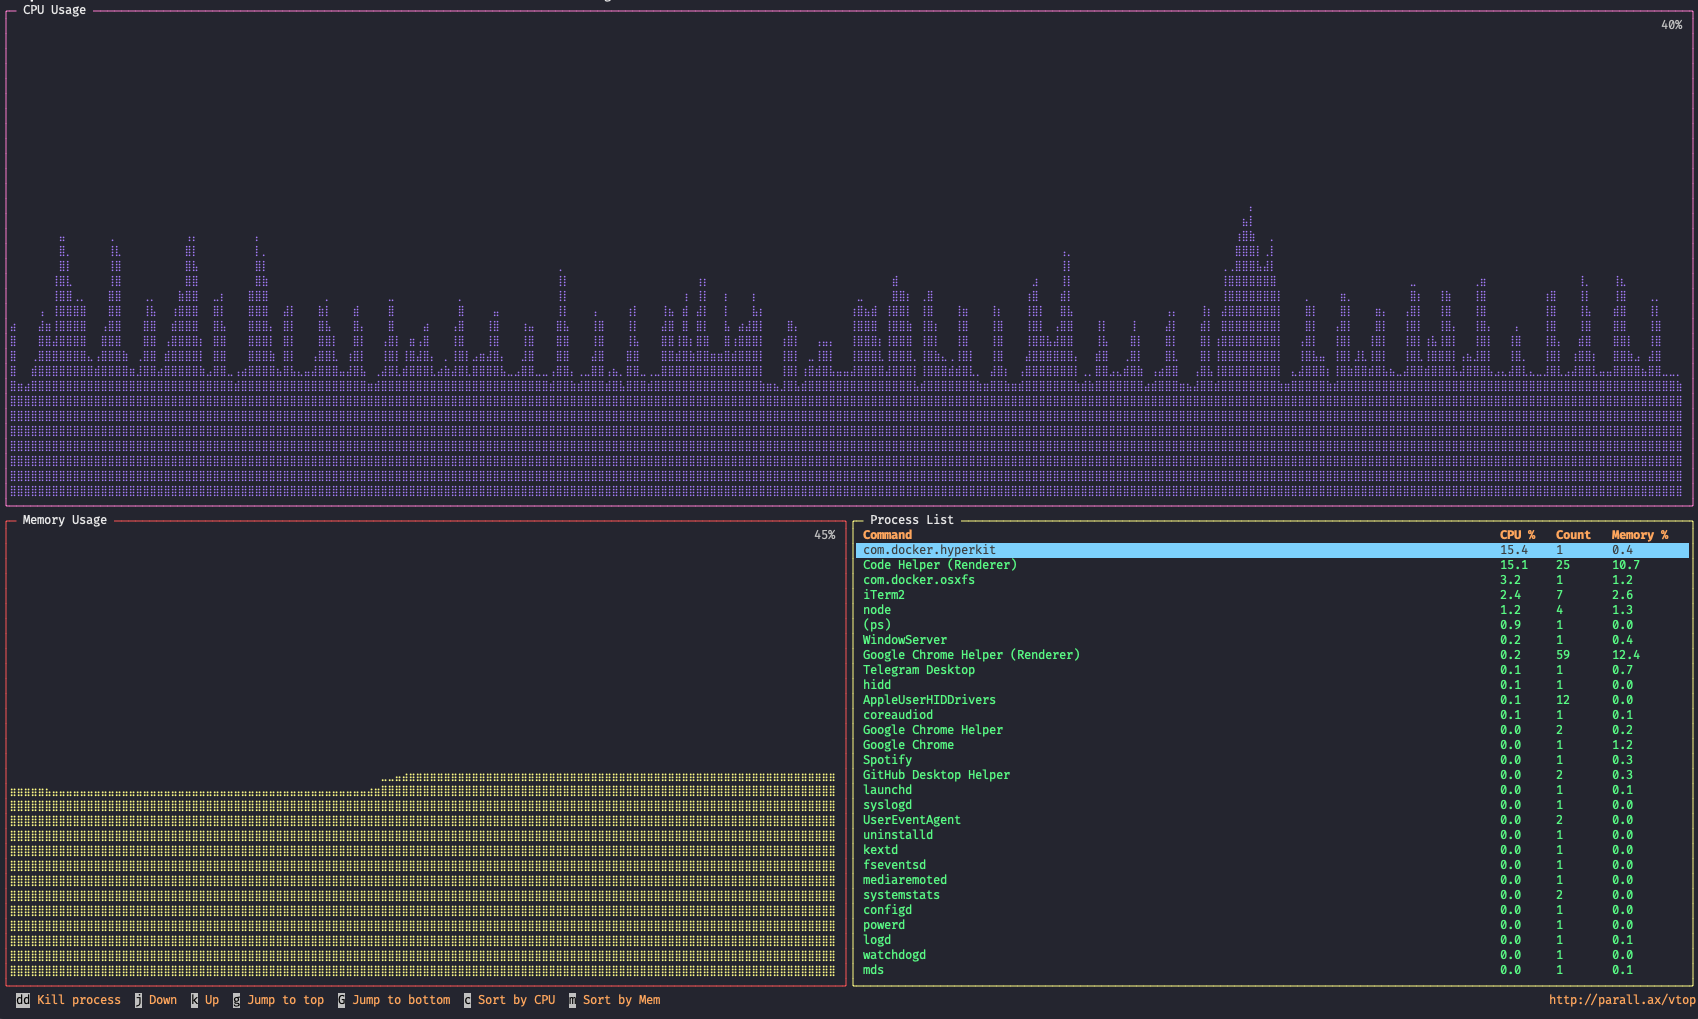 CPU Usage
40%
Memory Usage
45%
Process List
Command CPU % Count Memory %
com.docker.hyperkit 15.4 1 0.4
Code Helper (Renderer) 15.1 25 10.7
com.docker.osxfs 3.2 1 1.2
iTerm2 2.4 7 2.6
node 1.2 4 1.3
(ps) 0.9 1 0.0
WindowServer 0.2 1 0.4
Google Chrome Helper (Renderer) 0.2 59 12.4
Telegram Desktop 0.1 1 0.7
hidd 0.1 1 0.0
AppleUserHIDDrivers 0.1 12 0.0
coreaudiod 0.1 1 0.1
Google Chrome Helper 0.0 2 0.2
Google Chrome 0.0 1 1.2
Spotify 0.0 1 0.3
GitHub Desktop Helper 0.0 2 0.3
launchd 0.0 1 0.1
syslogd 0.0 1 0.0
UserEventAgent 0.0 2 0.0
uninstalld 0.0 1 0.0
kextd 0.0 1 0.0
fseventsd 0.0 1 0.0
mediaremoted 0.0 1 0.0
systemstats 0.0 2 0.0
configd 0.0 1 0.0
powerd 0.0 1 0.0
logd 0.0 1 0.1
watchdogd 0.0 1 0.0
mds 0.0 1 0.1
dd Kill process j Down k Up g Jump to top G Jump to bottom c Sort by CPU m Sort by Mem
http://parall.ax/vtop